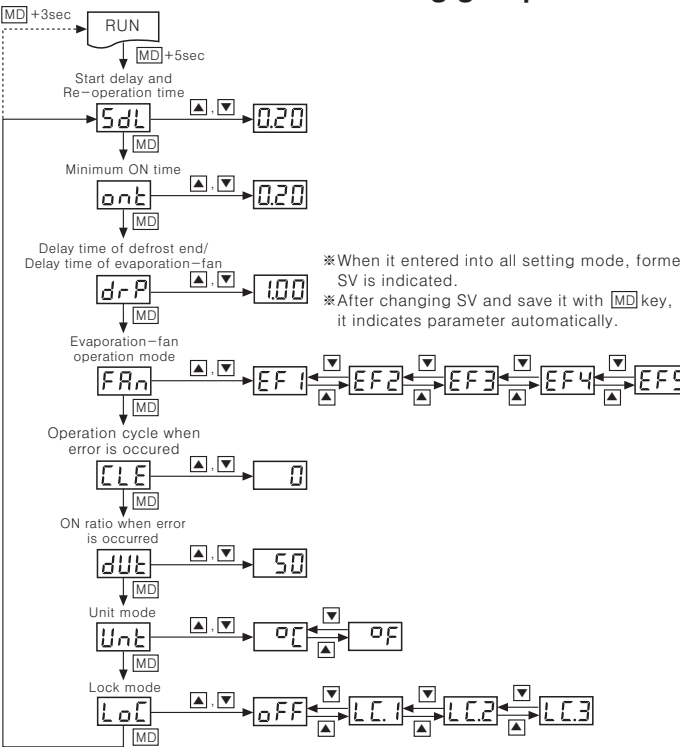 MD +3sec
RUN
MD +5sec
Start delay and
Re-operation time
SdL ▲ , ▼ 0.20
MD
Minimum ON time
ont ▲ , ▼ 0.20
MD
Delay time of defrost end/
Delay time of evaporation-fan
drP ▲ , ▼ 1.00
MD
※When it entered into all setting mode, forme
SV is indicated.
※After changing SV and save it with MD key,
it indicates parameter automatically.
Evaporation-fan
operation mode
FAn ▲ , ▼ EF1 ▼ ▲ EF2 ▼ ▲ EF3 ▼ ▲ EF4 ▼ ▲ EF5
MD
Operation cycle when
error is occured
CLE ▲ , ▼ 0
MD
ON ratio when error
is occurred
dUt ▲ , ▼ 50
MD
Unit mode
Unt ▲ , ▼ °C ▼ ▲ °F
MD
Lock mode
LoC ▲ , ▼ oFF ▼ ▲ LC.1 ▼ ▲ LC.2 ▼ ▲ LC.3
MD